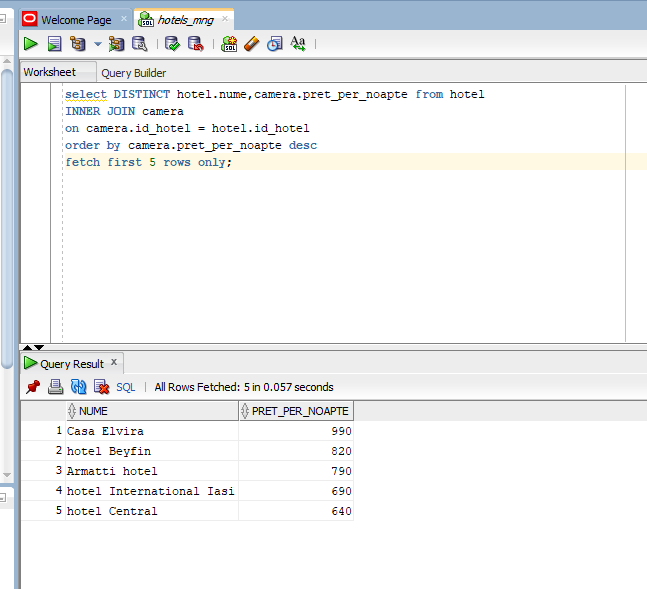 Welcome Page
hotels_mng
Worksheet
Query Builder
select DISTINCT hotel.nume,camera.pret_per_noapte from hotel
INNER JOIN camera
on camera.id_hotel = hotel.id_hotel
order by camera.pret_per_noapte desc
fetch first 5 rows only;
Query Result
SQL
All Rows Fetched: 5 in 0.057 seconds
NUME PRET_PER_NOAPTE
1 Casa Elvira 990
2 hotel Beyfin 820
3 Armatti hotel 790
4 hotel International Iasi 690
5 hotel Central 640